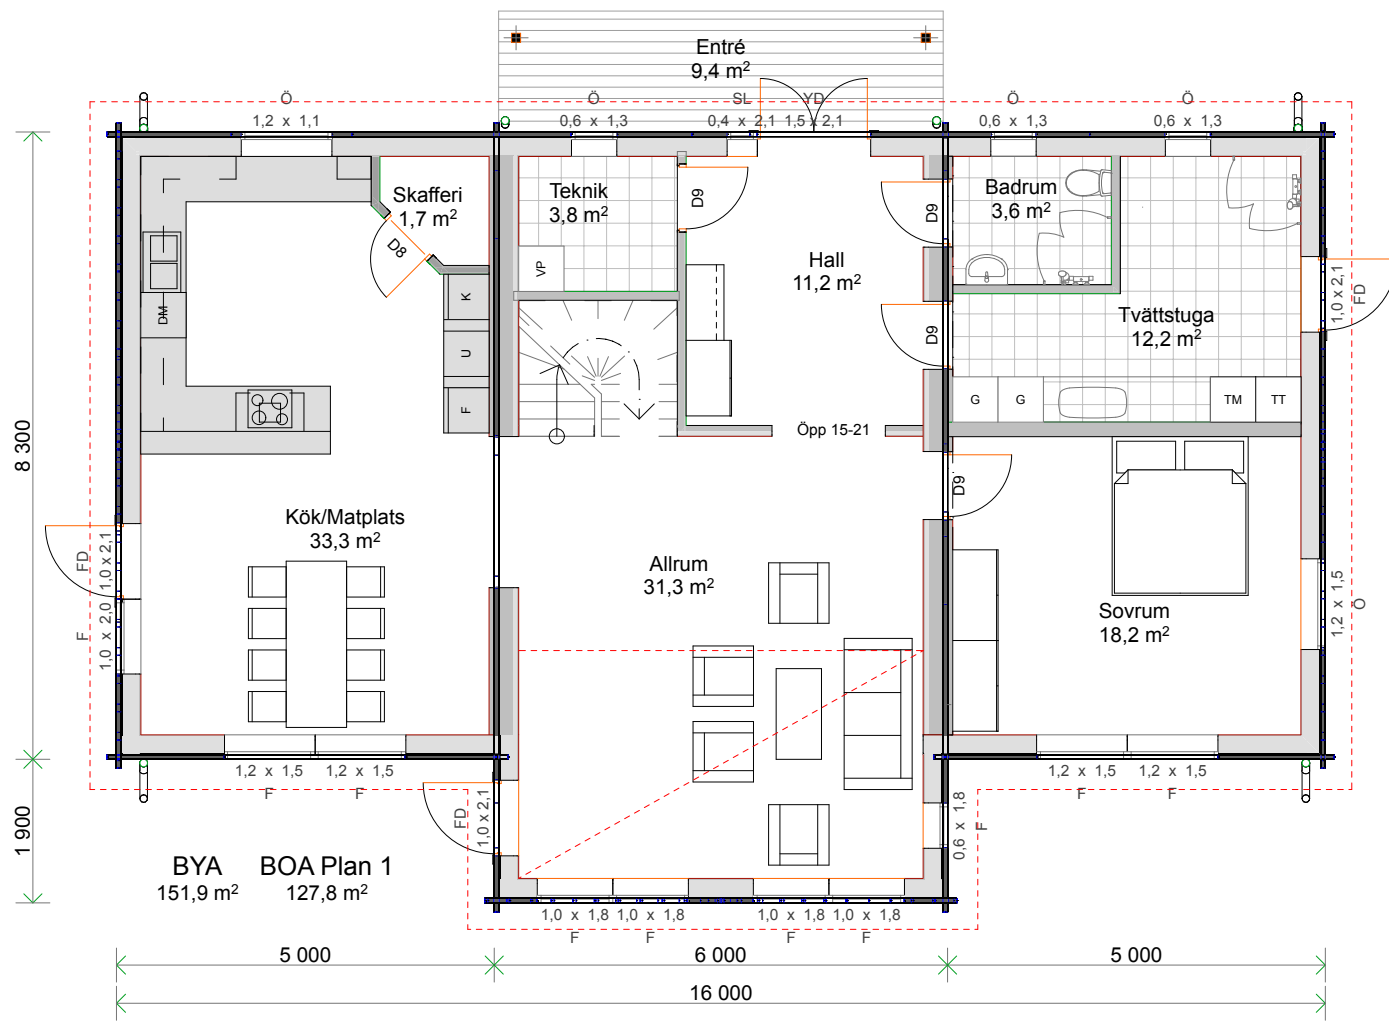 Entré
9,4 m²
Ö
Ö
SL
YD
Ö
Ö
1,2 x 1,1
0,6 x 1,3
0,4 x 2,1
1,5 x 2,1
0,6 x 1,3
0,6 x 1,3
Skafferi
1,7 m²
D8
Teknik
3,8 m²
VP
D9
D9
Badrum
3,6 m²
Hall
11,2 m²
D9
Tvättstuga
12,2 m²
1,0 x 2,1
FD
DM
K
U
F
G
G
TM
TT
Öpp 15-21
8 300
Kök/Matplats
33,3 m²
FD
1,0 x 2,1
F
1,0 x 2,0
D9
Allrum
31,3 m²
Sovrum
18,2 m²
1,2 x 1,5
Ö
1,2 x 1,5
1,2 x 1,5
F
F
1,2 x 1,5
1,2 x 1,5
F
F
1 900
FD
1,0 x 2,1
0,6 x 1,8
F
BYA
151,9 m²
BOA Plan 1
127,8 m²
1,0 x 1,8
1,0 x 1,8
1,0 x 1,8
1,0 x 1,8
F
F
F
F
5 000
6 000
5 000
16 000